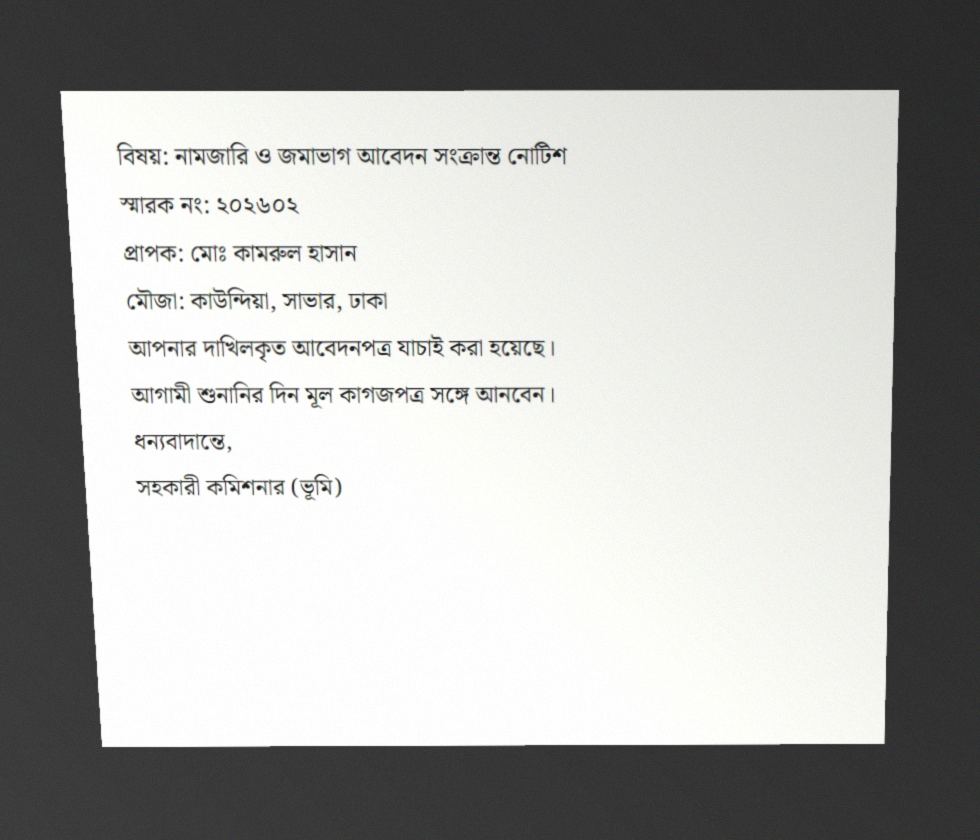 বিষয়: নামজারি ও জমাভাগ আবেদন সংক্রান্ত নোটিশ
স্মারক নং: ২০২৬০২
প্রাপক: মোঃ কামরুল হাসান
মৌজা: কাউন্দিয়া, সাভার, ঢাকা
আপনার দাখিলকৃত আবেদনপত্র যাচাই করা হয়েছে।
আগামী শুনানির দিন মূল কাগজপত্র সঙ্গে আনবেন।
ধন্যবাদান্তে,
সহকারী কমিশনার (ভূমি)